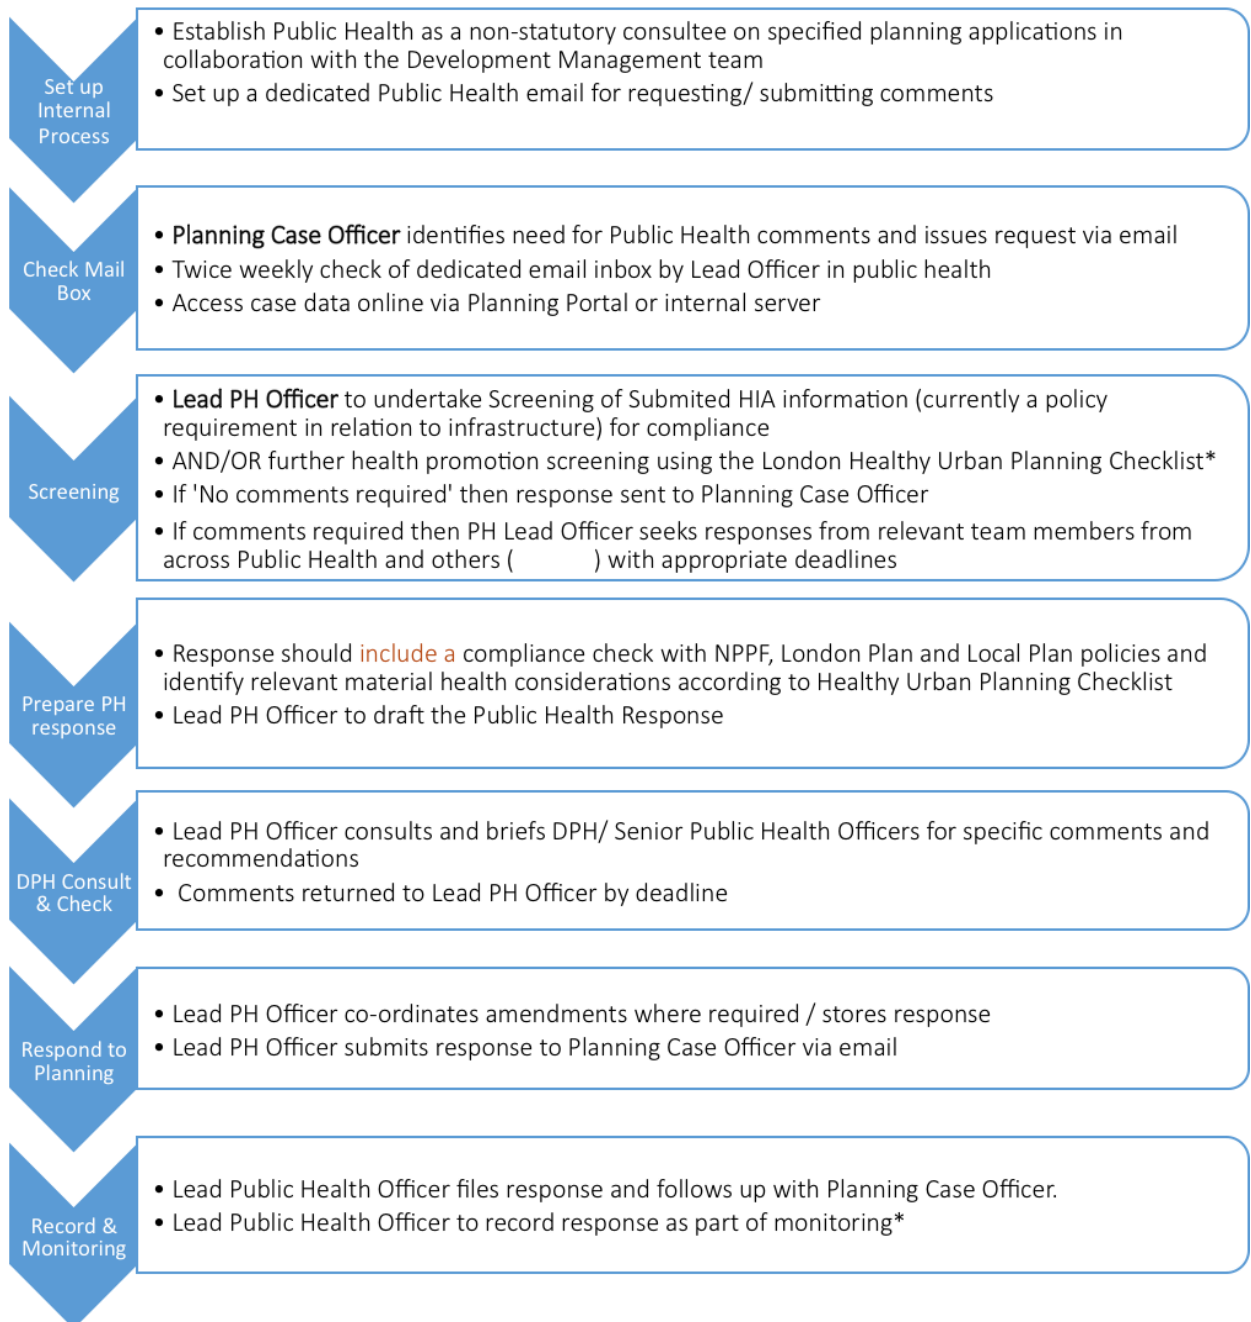 Set up
Internal
Process
• Establish Public Health as a non-statutory consultee on specified planning applications in
collaboration with the Development Management team
• Set up a dedicated Public Health email for requesting/ submitting comments
Check Mail
Box
• Planning Case Officer identifies need for Public Health comments and issues request via email
• Twice weekly check of dedicated email inbox by Lead Officer in public health
• Access case data online via Planning Portal or internal server
Screening
• Lead PH Officer to undertake Screening of Submited HIA information (currently a policy
requirement in relation to infrastructure) for compliance
• AND/OR further health promotion screening using the London Healthy Urban Planning Checklist*
• If 'No comments required' then response sent to Planning Case Officer
• If comments required then PH Lead Officer seeks responses from relevant team members from
across Public Health and others (          ) with appropriate deadlines
Prepare PH
response
• Response should include a compliance check with NPPF, London Plan and Local Plan policies and
identify relevant material health considerations according to Healthy Urban Planning Checklist
• Lead PH Officer to draft the Public Health Response
DPH Consult
& Check
• Lead PH Officer consults and briefs DPH/ Senior Public Health Officers for specific comments and
recommendations
• Comments returned to Lead PH Officer by deadline
Respond to
Planning
• Lead PH Officer co-ordinates amendments where required / stores response
• Lead PH Officer submits response to Planning Case Officer via email
Record &
Monitoring
• Lead Public Health Officer files response and follows up with Planning Case Officer.
• Lead Public Health Officer to record response as part of monitoring*